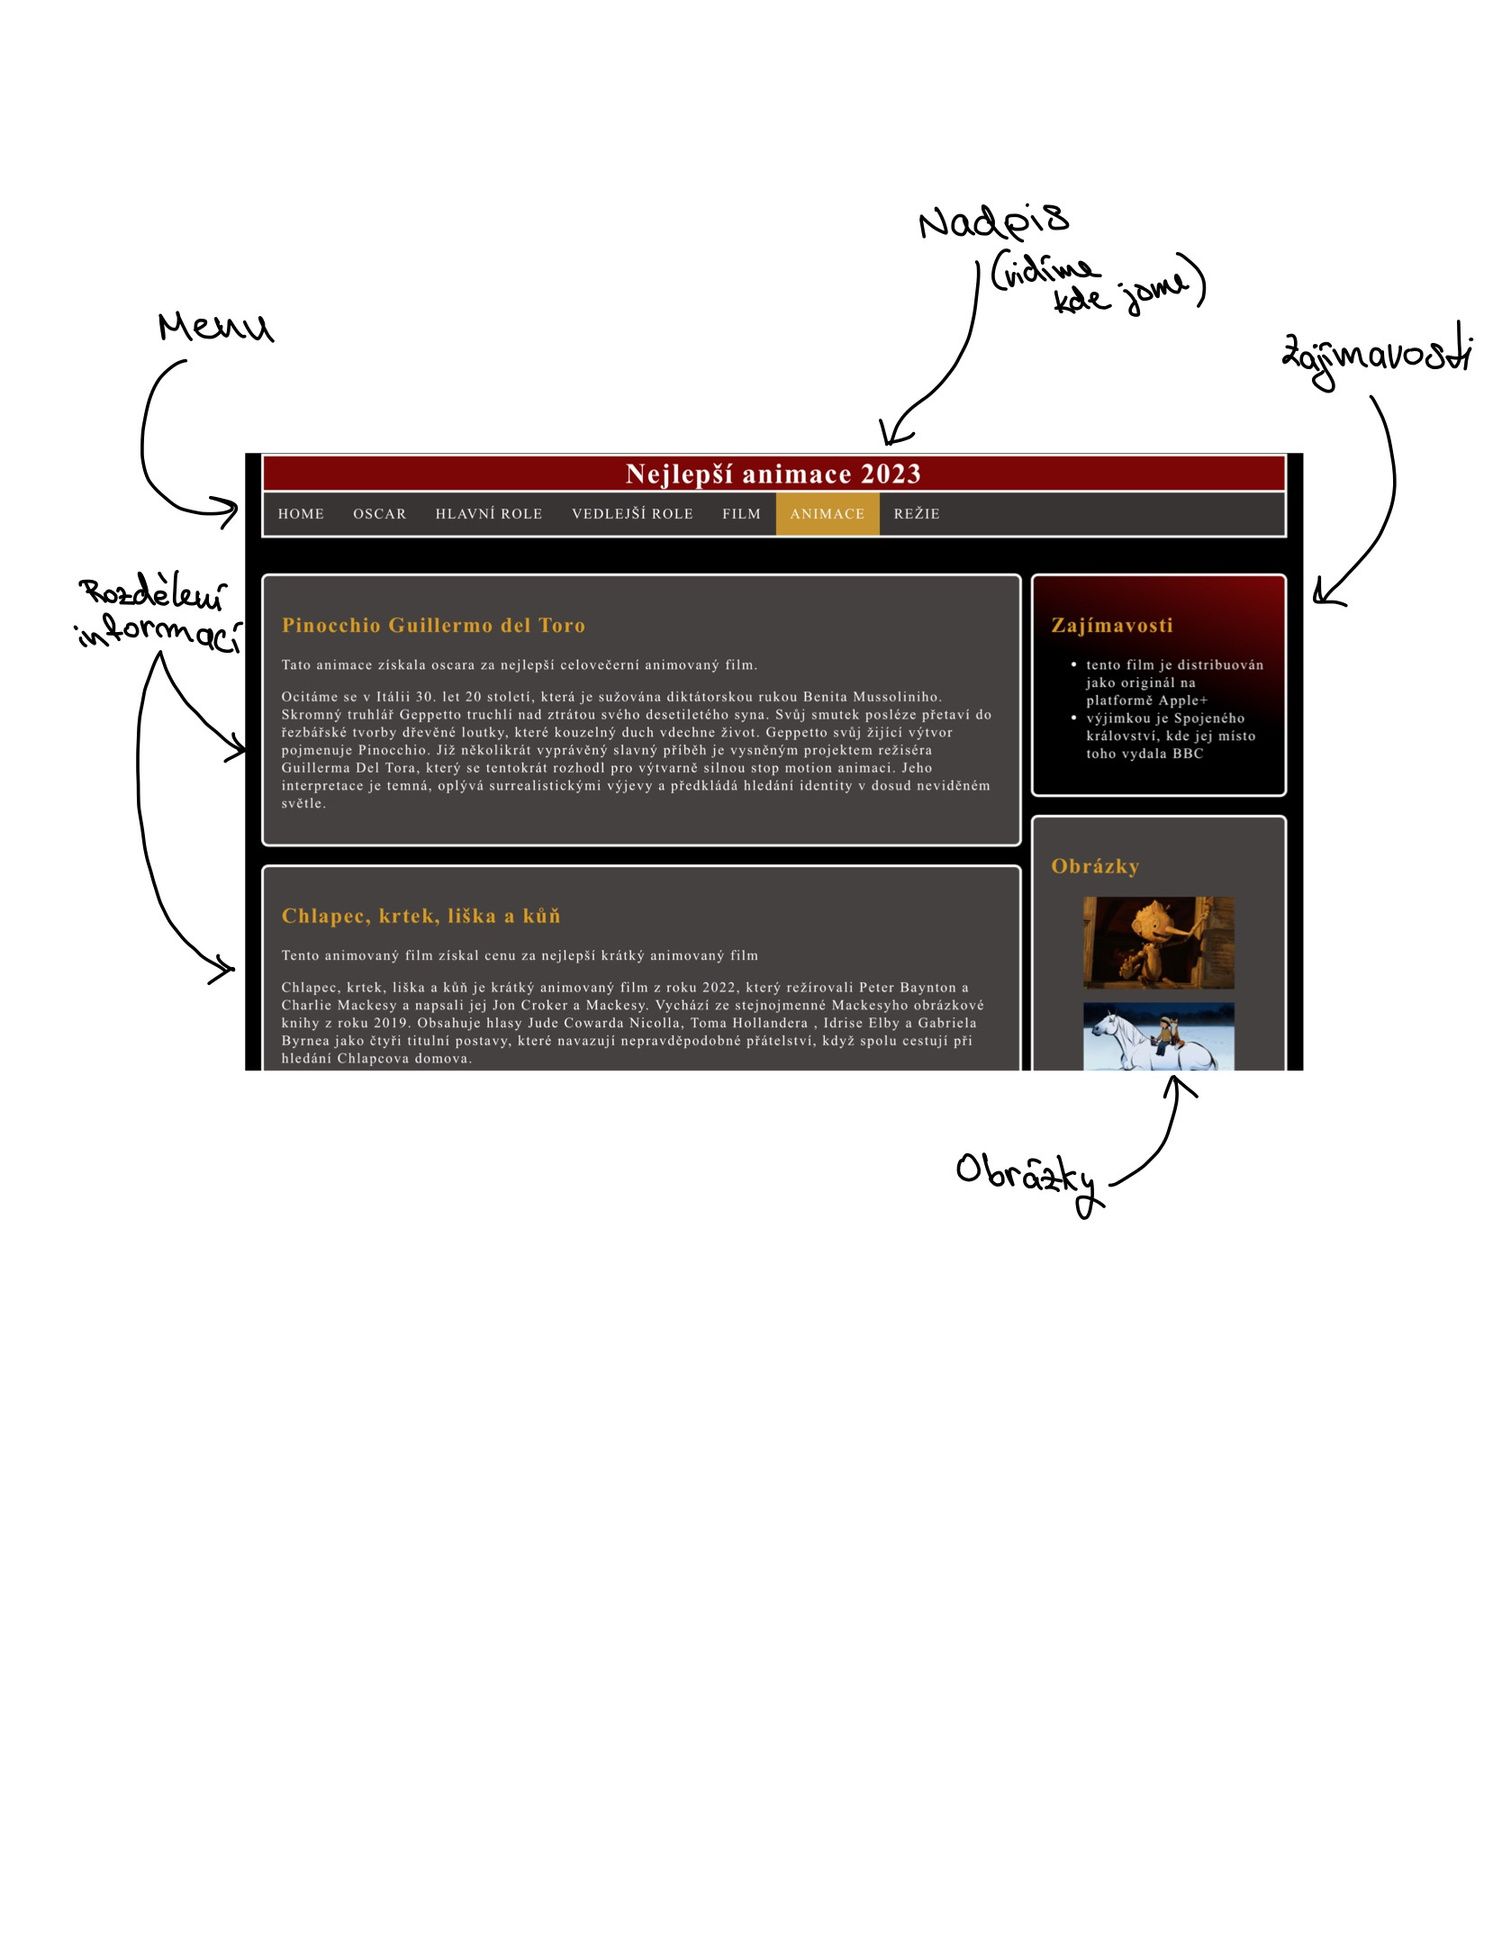 Nadpis
(vidíme
kde jsme)
Menu
Zajímavosti
Nejlepší animace 2023
HOME OSCAR HLAVNÍ ROLE VEDLEJŠÍ ROLE FILM ANIMACE REŽIE
Rozdělení
informací
Pinocchio Guillermo del Toro
Tato animace získala oscara za nejlepší celovečerní animovaný film.
Ocitáme se v Itálii 30. let 20 století, která je sužována diktátorskou rukou Benita Mussoliniho.
Skromný truhlář Geppetto truchlí nad ztrátou svého desetiletého syna. Svůj smutek posléze přetaví do
řezbářské tvorby dřevěné loutky, které kouzelný duch vdechne život. Geppetto svůj žijící výtvor
pojmenuje Pinocchio. Již několikrát vyprávěný slavný příběh je vysněným projektem režiséra
Guillerma Del Tora, který se tentokrát rozhodl pro výtvarně silnou stop motion animaci. Jeho
interpretace je temná, oplývá surrealistickými výjevy a předkládá hledání identity v dosud neviděném
světle.
Zajímavosti
• tento film je distribuován
jako originál na
platformě Apple+
• výjimkou je Spojeného
království, kde jej místo
toho vydala BBC
Chlapec, krtek, liška a kůň
Tento animovaný film získal cenu za nejlepší krátký animovaný film
Chlapec, krtek, liška a kůň je krátký animovaný film z roku 2022, který režírovali Peter Baynton a
Charlie Mackesy a napsali jej Jon Croker a Mackesy. Vychází ze stejnojmenné Mackesyho obrázkové
knihy z roku 2019. Obsahuje hlasy Jude Cowarda Nicolla, Toma Hollandera , Idrise Elby a Gabriela
Byrnea jako čtyři titulní postavy, které navazují nepravděpodobné přátelství, když spolu cestují při
hledání Chlapcova domova.
Obrázky
Obrázky